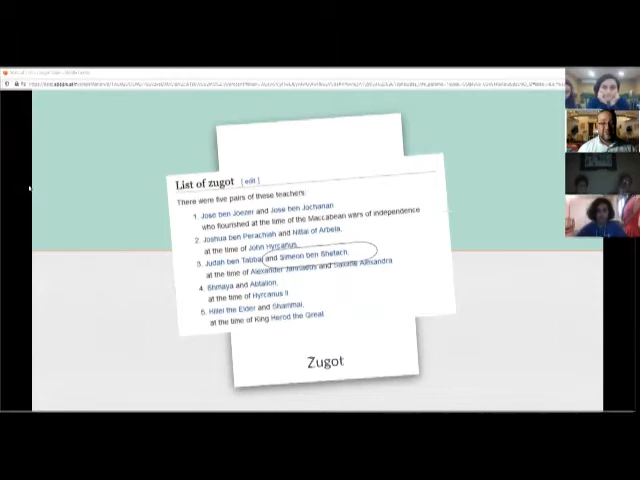 List of zugot [ edit ]
There were five pairs of these teachers:
1. Jose ben Joezer and Jose ben Jochanan
who flourished at the time of the Maccabean wars of independence
2. Joshua ben Perachiah and Nittai of Arbela,
at the time of John Hyrcanus
3. Judah ben Tabbai and Simeon ben Shetach
at the time of Alexander Jannaeus and Salome Alexandra
4. Shmaya and Abtalion,
at the time of Hyrcanus II
5. Hillel the Elder and Shammai,
at the time of King Herod the Great
Zugot